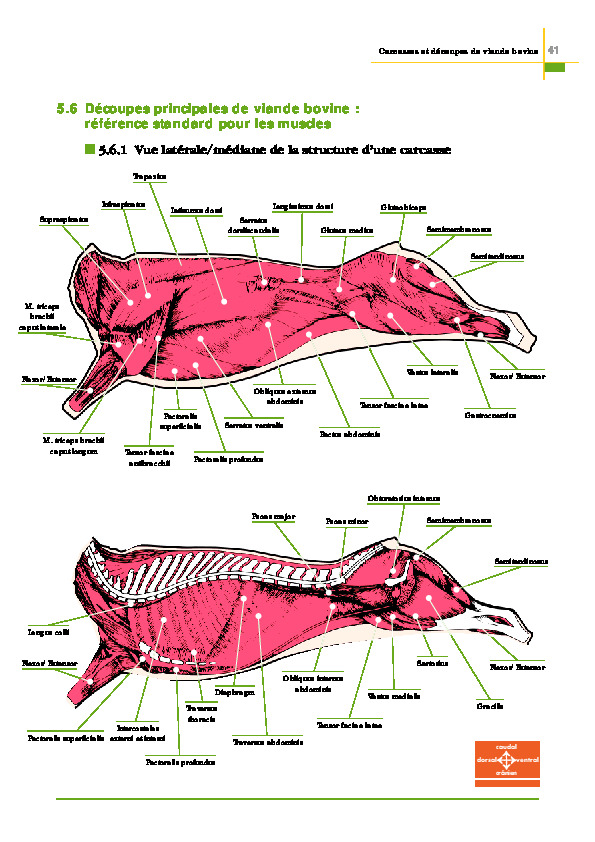 Carcasses et découpes de viande bovine 41
5.6 Découpes principales de viande bovine :
référence standard pour les muscles
5.6.1 Vue latérale/médiane de la structure d'une carcasse
Trapezius
Infraspinatus
Latissmus dorsi
Longissimus dorsi
Gluteobiceps
Supraspinatus
Serratus
dorsalis caudalis
Gluteus medius
Semimembranosus
Semitendinosus
M. triceps
brachii
caput laterale
Flexor/ Extensor
Vastus lateralis
Flexor/ Extensor
Obliquus externus
abdominis
Tensor fasciae latae
Gastrocnemius
Pectoralis
superficialis
Serratus ventralis
Rectus abdominis
M. triceps brachii
caput longum
Tensor fasciae
antibrachii
Pectoralis profundus
Obturatorius internus
Psoas major
Psoas minor
Semimembranosus
Semitendinosus
Longus colli
Flexor/ Extensor
Sartorius
Flexor/ Extensor
Obliquus internus
abdominis
Diaphragm
Vastus medialis
Gracilis
Traversus
thoracis
Tensor fasciae latae
Pectoralis superficialis
Intercostales
externi et interni
Transversus abdominis
Pectoralis profundus
caudal
dorsal ventral
crânien